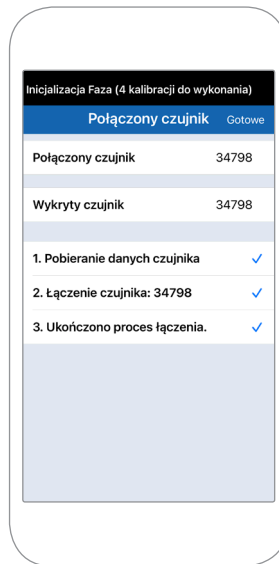 Inicjalizacja Faza (4 kalibracji do wykonania)
Połączony czujnik Gotowe
Połączony czujnik 34798
Wykryty czujnik 34798
1. Pobieranie danych czujnika
2. Łączenie czujnika: 34798
3. Ukończono proces łączenia.